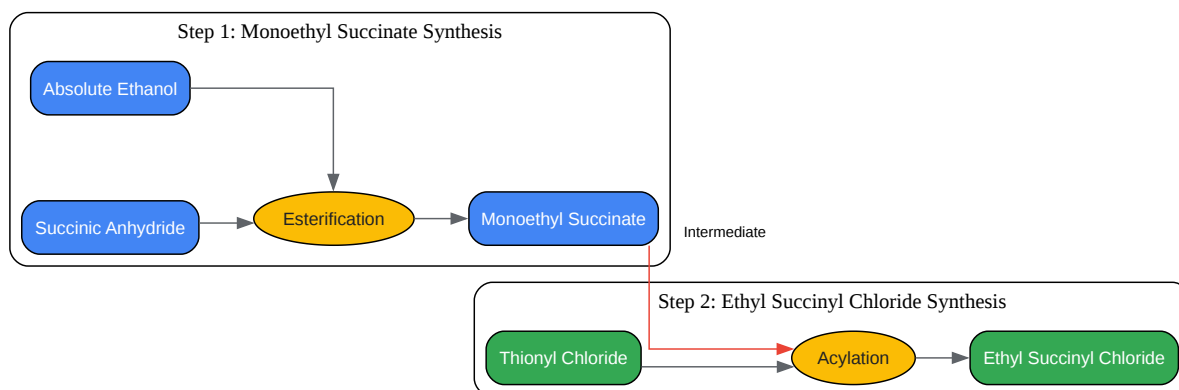 Step 1: Monoethyl Succinate Synthesis
Absolute Ethanol
Succinic Anhydride
Esterification
Monoethyl Succinate
Intermediate
Step 2: Ethyl Succinyl Chloride Synthesis
Thionyl Chloride
Acylation
Ethyl Succinyl Chloride